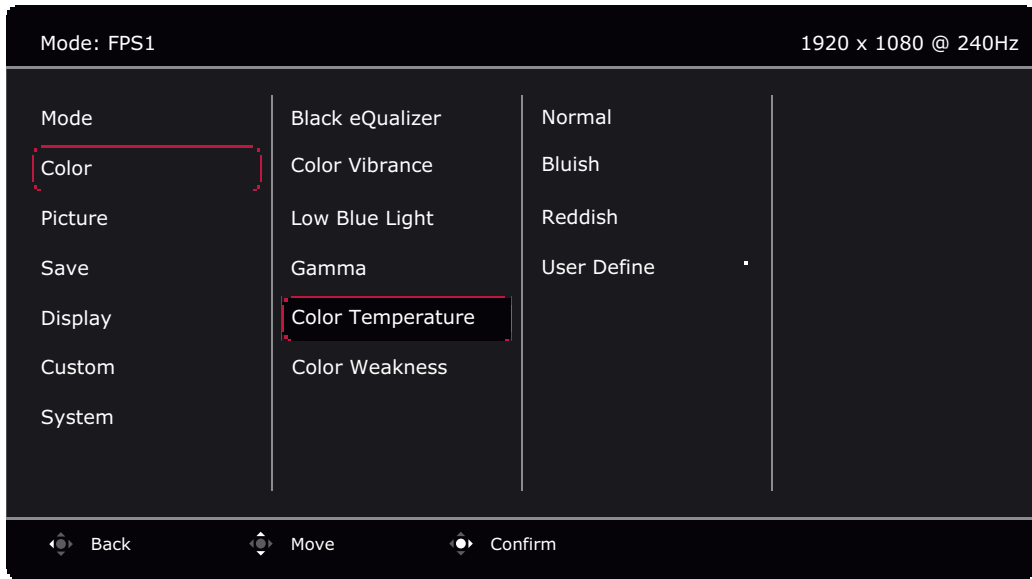 Mode: FPS1
1920 x 1080 @ 240Hz
Mode
Color
Picture
Save
Display
Custom
System
Black eQualizer
Color Vibrance
Low Blue Light
Gamma
Color Temperature
Color Weakness
Normal
Bluish
Reddish
User Define
Back
Move
Confirm